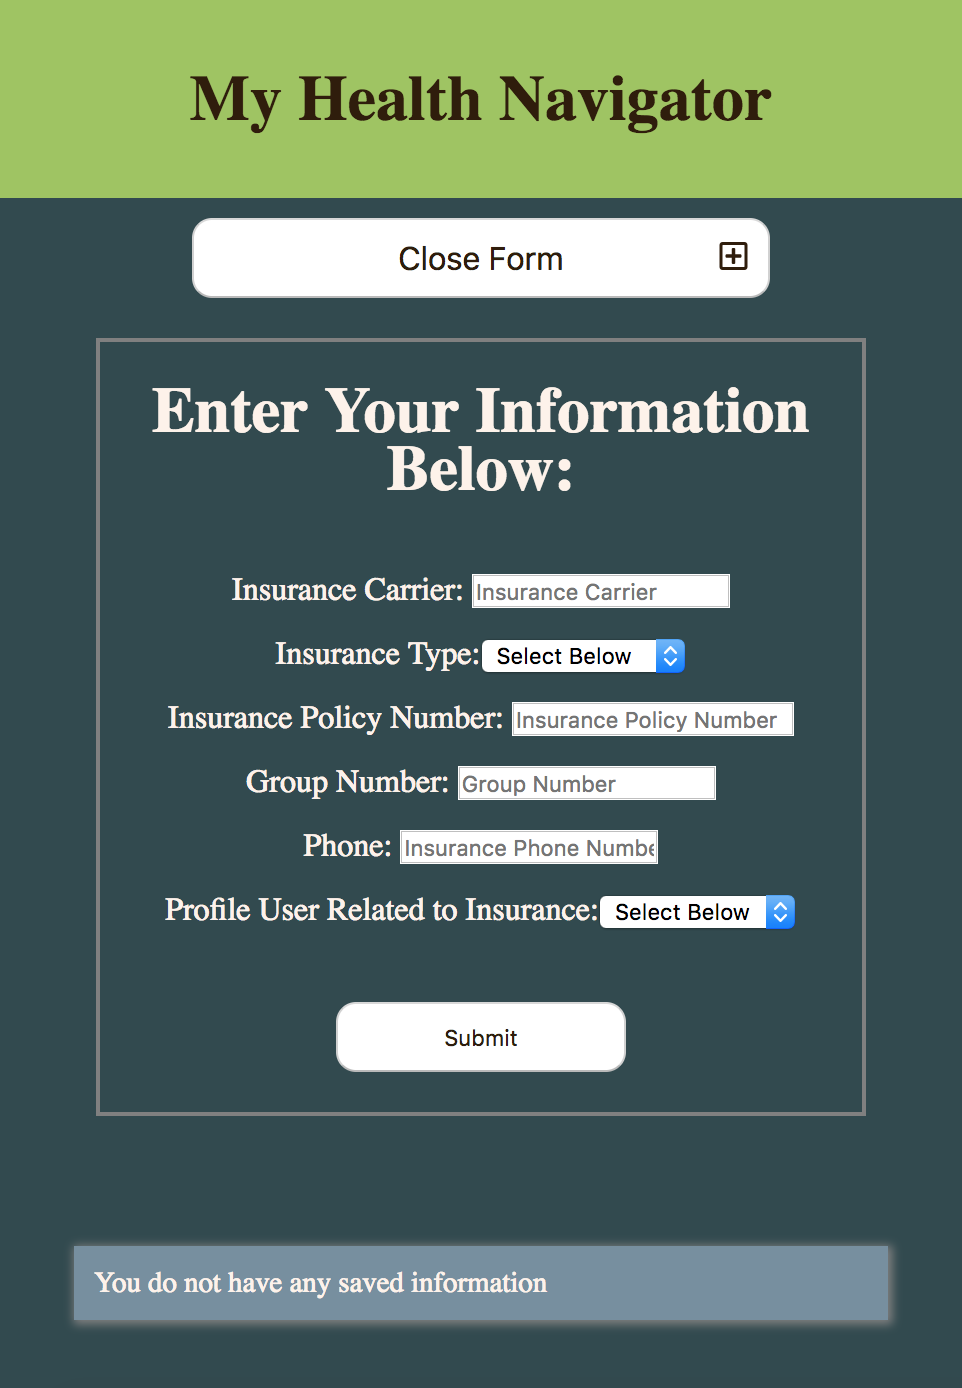 My Health Navigator
Close Form
Enter Your Information
Below:
Insurance Carrier: Insurance Carrier
Insurance Type: Select Below
Insurance Policy Number: Insurance Policy Number
Group Number: Group Number
Phone: Insurance Phone Numbe
Profile User Related to Insurance: Select Below
Submit
You do not have any saved information